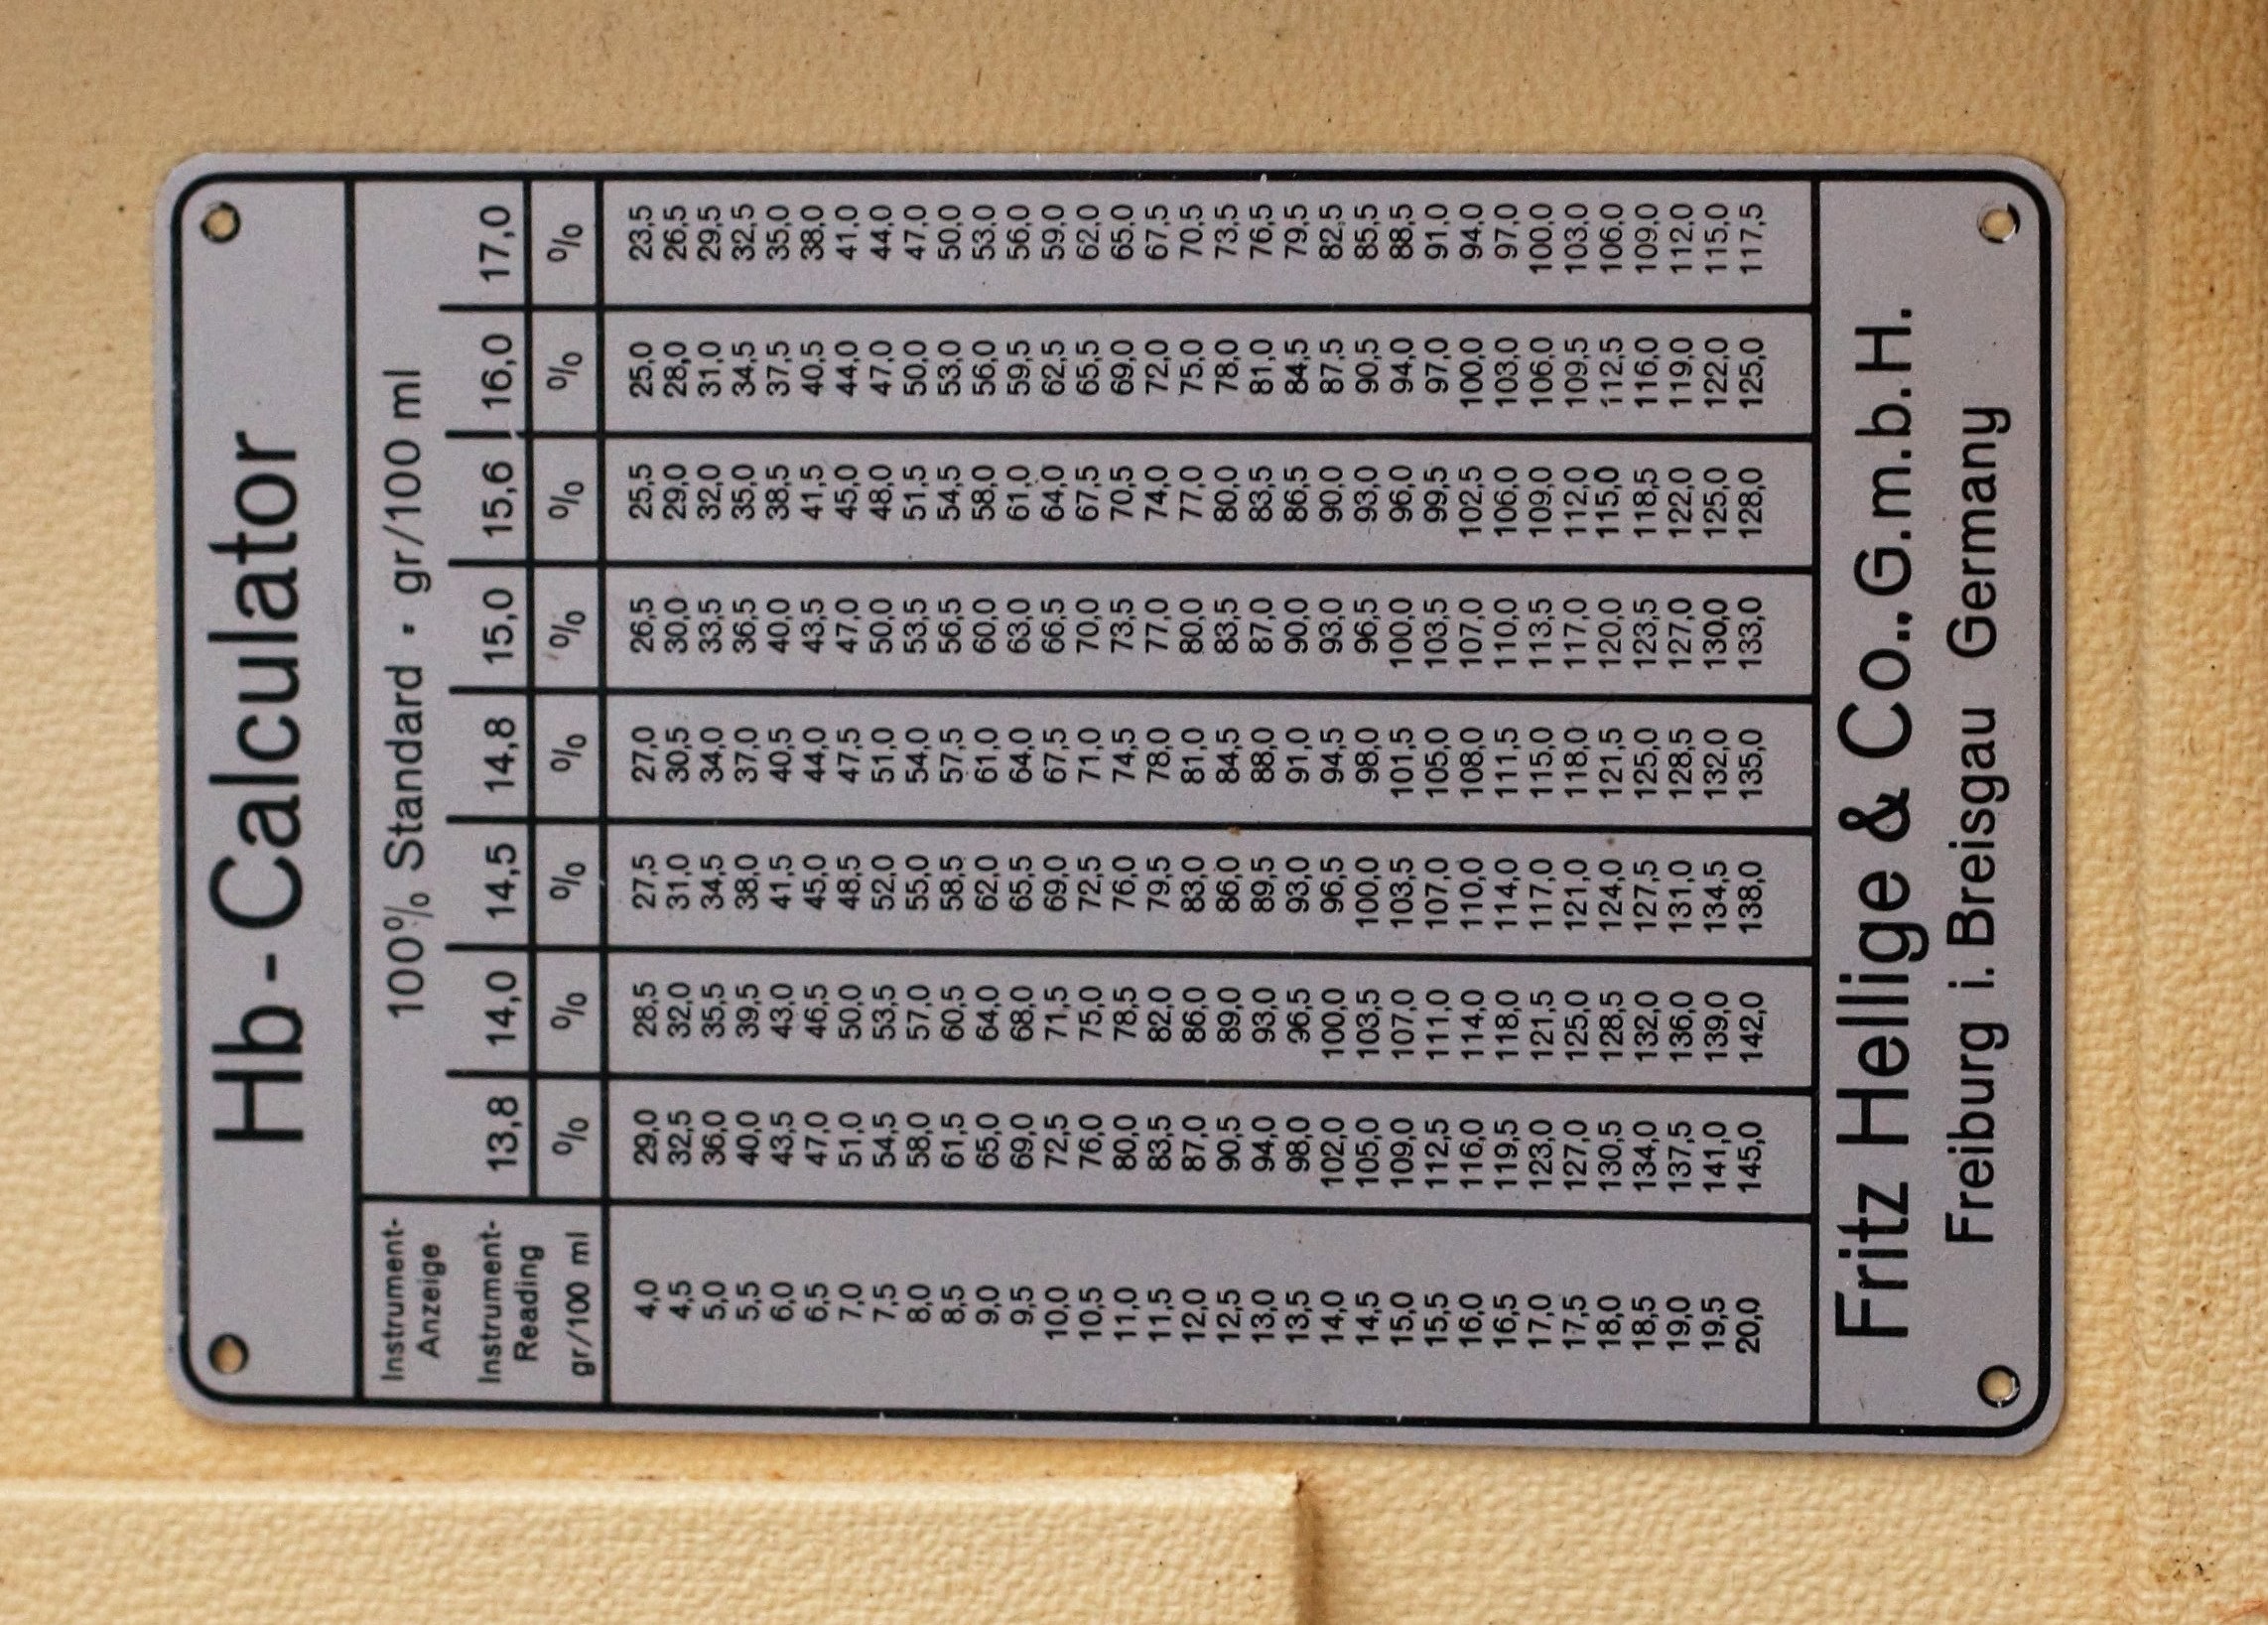 Hb - Calculator
Instrument-
Anzeige
100% Standard = gr/100 ml
Instrument-
Reading
13,8 14,0 14,5 14,8 15,0 15,6 16,0 17,0
gr/100 ml % % % % % % % %
4,0 29,0 28,5 27,5 27,0 26,5 25,5 25,0 23,5
4,5 32,5 32,0 31,0 30,5 30,0 29,0 28,0 26,5
5,0 36,0 35,5 34,5 34,0 33,5 32,0 31,0 29,5
5,5 40,0 39,5 38,0 37,0 36,5 35,0 34,5 32,5
6,0 43,5 43,0 41,5 40,5 40,0 38,5 37,5 35,0
6,5 47,0 46,5 45,0 44,0 43,5 41,5 40,5 38,0
7,0 51,0 50,0 48,5 47,5 47,0 45,0 44,0 41,0
7,5 54,5 53,5 52,0 51,0 50,0 48,0 47,0 44,0
8,0 58,0 57,0 55,0 54,0 53,5 51,5 50,0 47,0
8,5 61,5 60,5 58,5 57,5 56,5 54,5 53,0 50,0
9,0 65,0 64,0 62,0 61,0 60,0 58,0 56,0 53,0
9,5 69,0 68,0 65,5 64,0 63,0 61,0 59,5 56,0
10,0 72,5 71,5 69,0 67,5 66,5 64,0 62,5 59,0
10,5 76,0 75,0 72,5 71,0 70,0 67,5 65,5 62,0
11,0 80,0 78,5 76,0 74,5 73,5 70,5 69,0 65,0
11,5 83,5 82,0 79,5 78,0 77,0 74,0 72,0 67,5
12,0 87,0 86,0 83,0 81,0 80,0 77,0 75,0 70,5
12,5 90,5 89,0 86,0 84,5 83,5 80,0 78,0 73,5
13,0 94,0 93,0 89,5 88,0 87,0 83,5 81,0 76,5
13,5 98,0 96,5 93,0 91,0 90,0 86,5 84,5 79,5
14,0 102,0 100,0 96,5 94,5 93,0 90,0 87,5 82,5
14,5 105,0 103,5 100,0 98,0 96,5 93,0 90,5 85,5
15,0 109,0 107,0 103,5 101,5 100,0 96,0 94,0 88,5
15,5 112,5 111,0 107,0 105,0 103,5 99,5 97,0 91,0
16,0 116,0 114,0 110,0 108,0 107,0 102,5 100,0 94,0
16,5 119,5 118,0 114,0 111,5 110,0 106,0 103,0 97,0
17,0 123,0 121,5 117,0 115,0 113,5 109,0 106,0 100,0
17,5 127,0 125,0 121,0 118,0 117,0 112,0 109,5 103,0
18,0 130,5 128,5 124,0 121,5 120,0 115,0 112,5 106,0
18,5 134,0 132,0 127,5 125,0 123,5 118,5 116,0 109,0
19,0 137,5 136,0 131,0 128,5 127,0 122,0 119,0 112,0
19,5 141,0 139,0 134,5 132,0 130,0 125,0 122,0 115,0
20,0 145,0 142,0 138,0 135,0 133,0 128,0 125,0 117,5
Fritz Hellige & Co.,G.m.b.H.
Freiburg i. Breisgau Germany